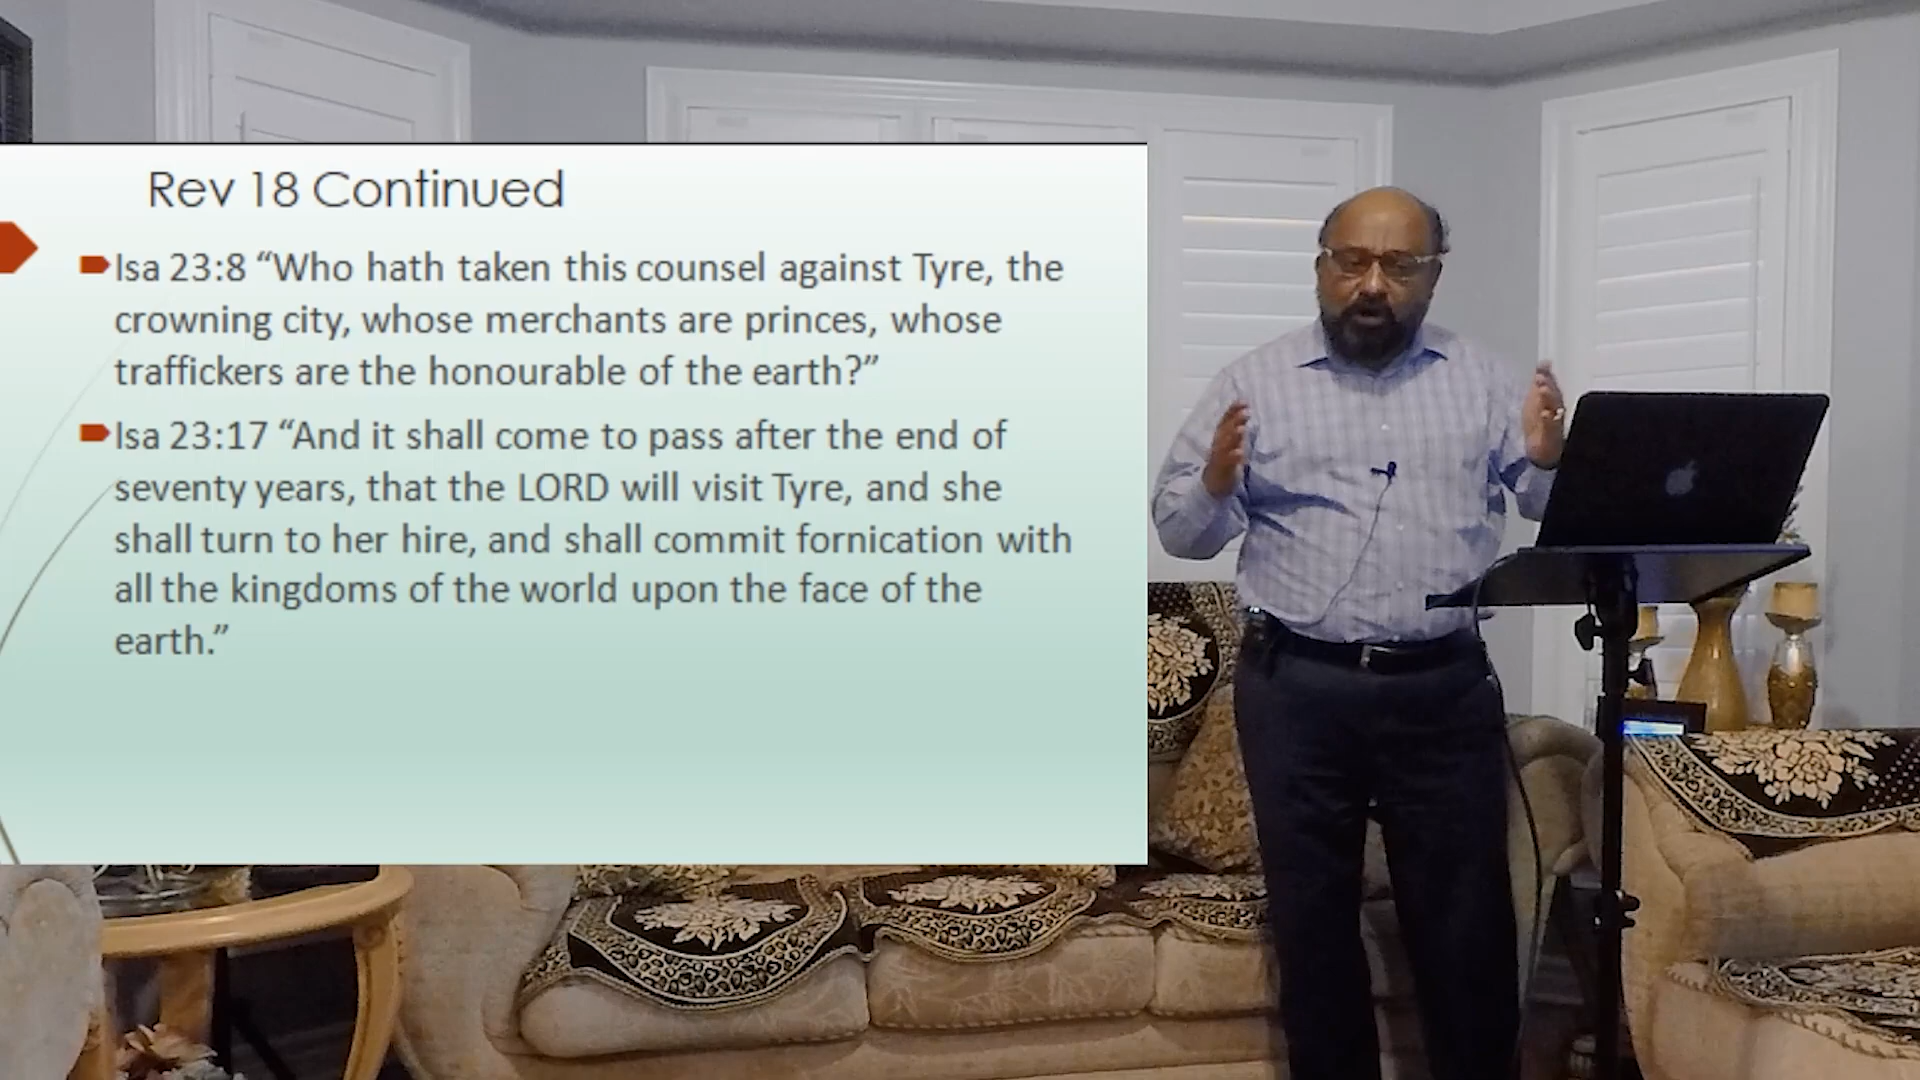 Rev 18 Continued
Isa 23:8 “Who hath taken this counsel against Tyre, the
crowning city, whose merchants are princes, whose
traffickers are the honourable of the earth?”
Isa 23:17 “And it shall come to pass after the end of
seventy years, that the LORD will visit Tyre, and she
shall turn to her hire, and shall commit fornication with
all the kingdoms of the world upon the face of the
earth.”